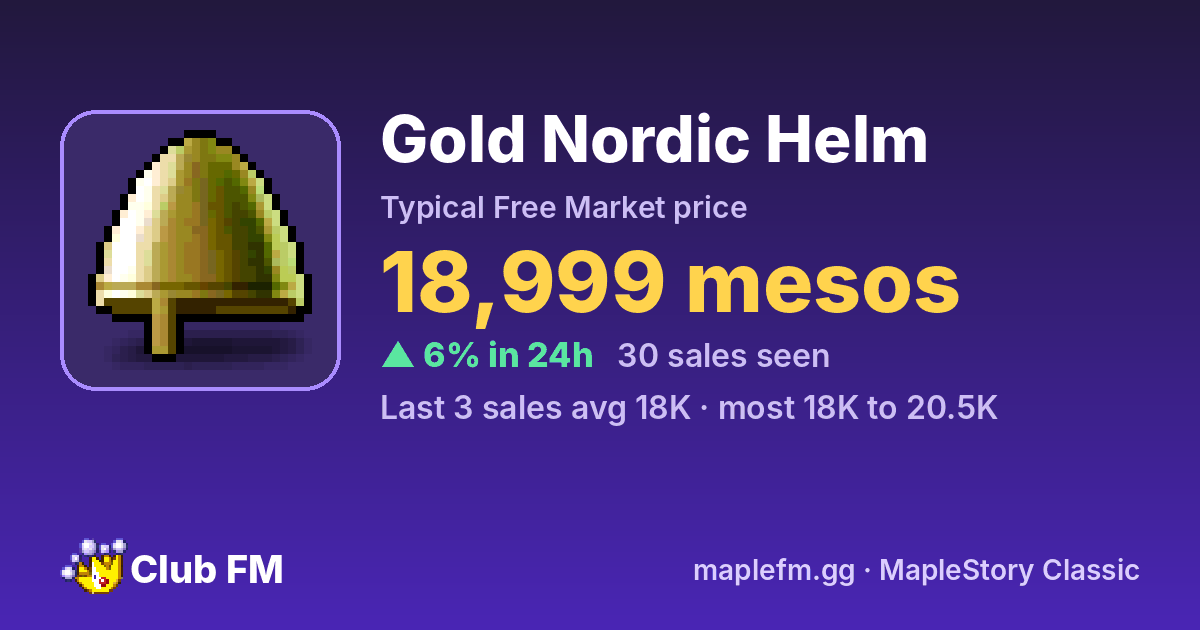 Gold Nordic Helm
Typical Free Market price
18,999 mesos
▲ 6% in 24h 30 sales seen
Last 3 sales avg 18K · most 18K to 20.5K
Club FM
maplefm.gg · MapleStory Classic